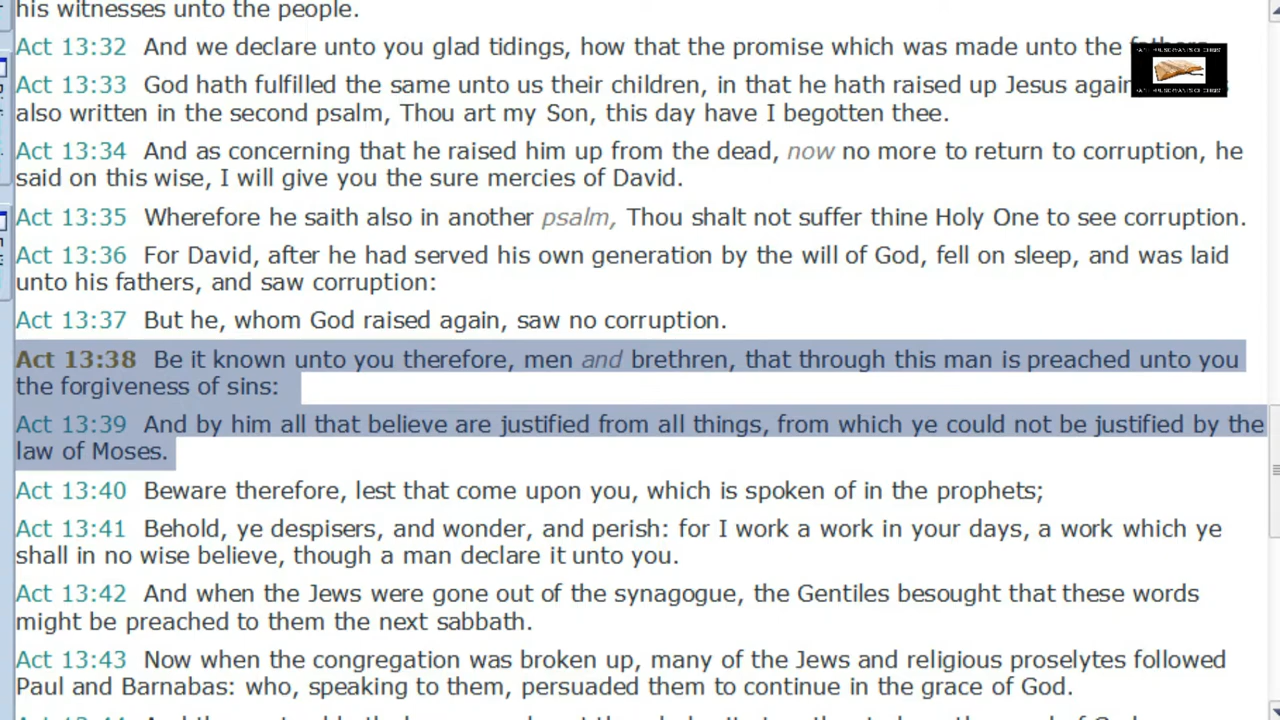 his witnesses unto the people.
Act 13:32 And we declare unto you glad tidings, how that the promise which was made unto the fathers
Act 13:33 God hath fulfilled the same unto us their children, in that he hath raised up Jesus again
also written in the second psalm, Thou art my Son, this day have I begotten thee.
Act 13:34 And as concerning that he raised him up from the dead, now no more to return to corruption, he
said on this wise, I will give you the sure mercies of David.
Act 13:35 Wherefore he saith also in another psalm, Thou shalt not suffer thine Holy One to see corruption.
Act 13:36 For David, after he had served his own generation by the will of God, fell on sleep, and was laid
unto his fathers, and saw corruption:
Act 13:37 But he, whom God raised again, saw no corruption.
Act 13:38 Be it known unto you therefore, men and brethren, that through this man is preached unto you
the forgiveness of sins:
Act 13:39 And by him all that believe are justified from all things, from which ye could not be justified by the
law of Moses.
Act 13:40 Beware therefore, lest that come upon you, which is spoken of in the prophets;
Act 13:41 Behold, ye despisers, and wonder, and perish: for I work a work in your days, a work which ye
shall in no wise believe, though a man declare it unto you.
Act 13:42 And when the Jews were gone out of the synagogue, the Gentiles besought that these words
might be preached to them the next sabbath.
Act 13:43 Now when the congregation was broken up, many of the Jews and religious proselytes followed
Paul and Barnabas: who, speaking to them, persuaded them to continue in the grace of God.